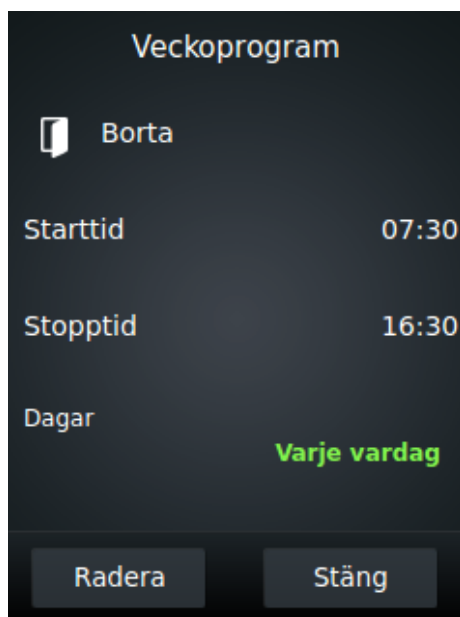 Veckoprogram
Borta
Starttid 07:30
Stopptid 16:30
Dagar
Varje vardag
Radera Stäng